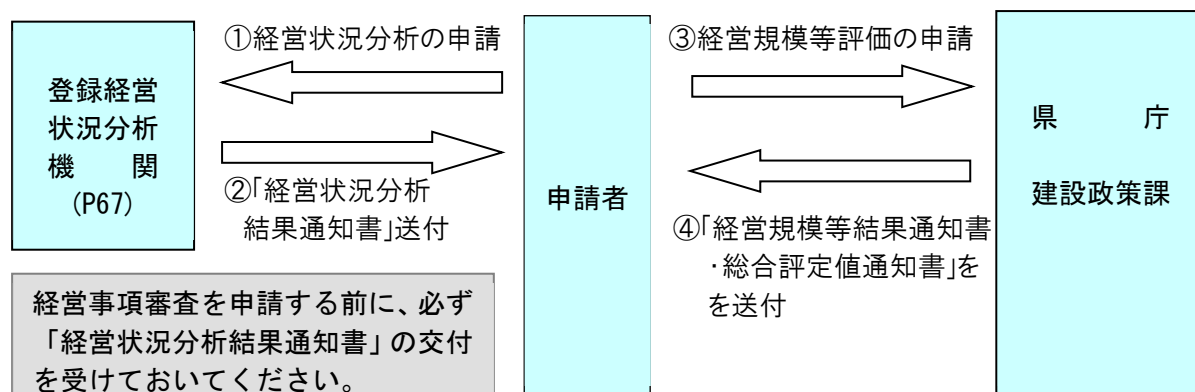 ①経営状況分析の申請
登録経営
状況分析
機　　関
(P67)
②「経営状況分析
結果通知書」送付
経営事項審査を申請する前に、必ず
「経営状況分析結果通知書」の交付
を受けておいてください。
申請者
③経営規模等評価の申請
④「経営規模等結果通知書
・総合評定値通知書」を
を送付
県　　庁
建設政策課